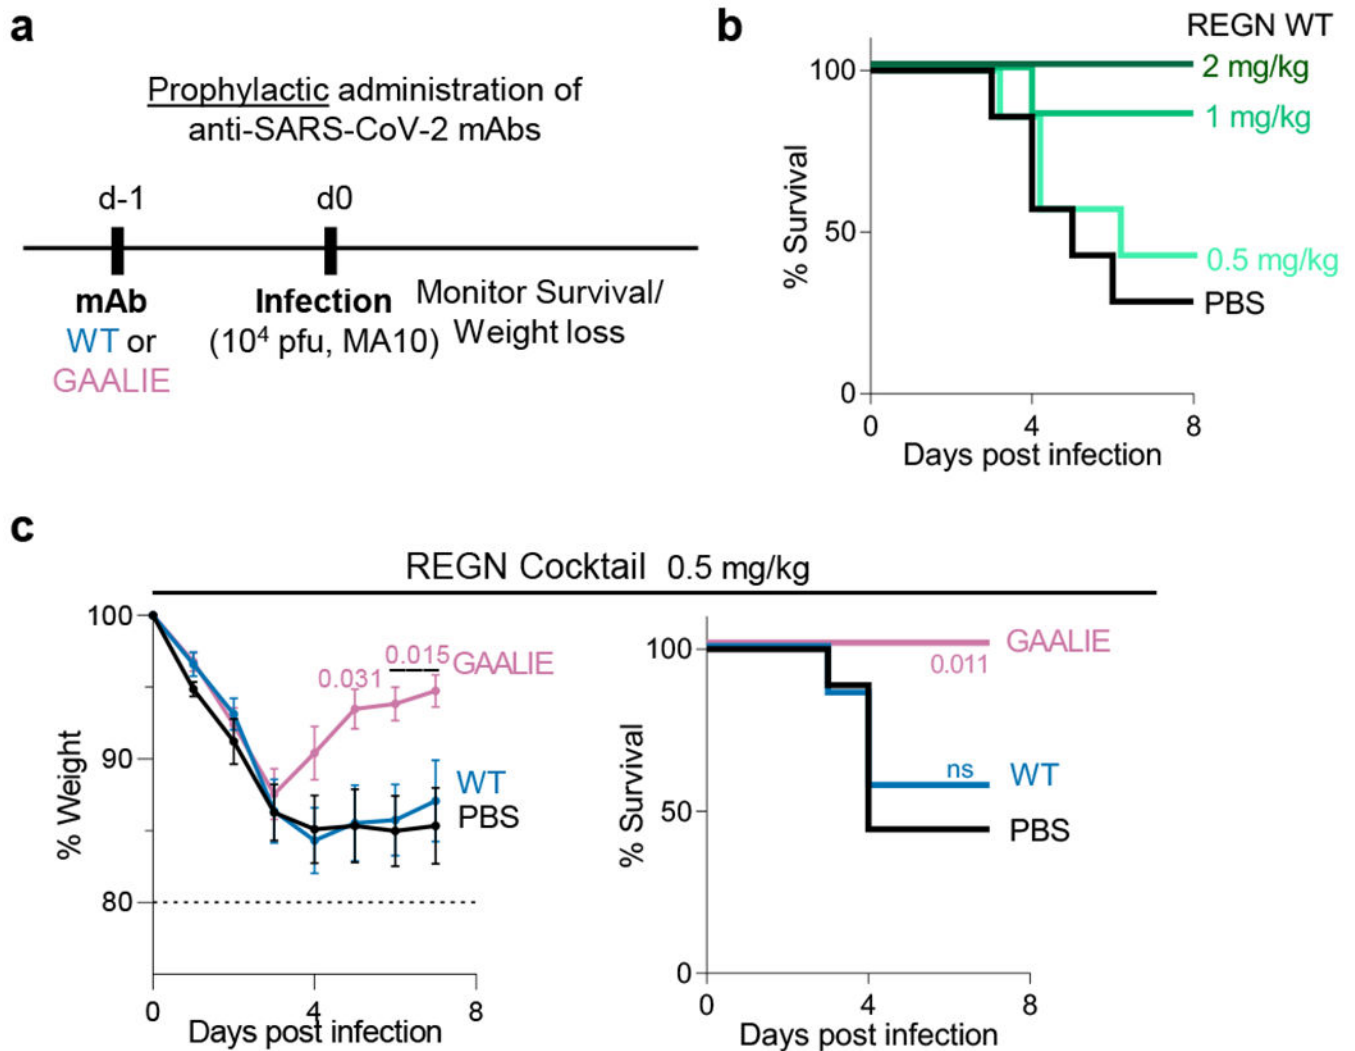 a
Prophylactic administration of
anti-SARS-CoV-2 mAbs
d-1
d0
mAb
WT or
GAALIE
Infection
(10⁴ pfu, MA10)
Monitor Survival/
Weight loss
b
REGN WT
2 mg/kg
1 mg/kg
0.5 mg/kg
PBS
% Survival
100
50
0
0 4 8
Days post infection
c
REGN Cocktail 0.5 mg/kg
% Weight
100
90
80
0.031
0.015
GAALIE
WT
PBS
0 4 8
Days post infection
% Survival
100
50
0
GAALIE
0.011
ns
WT
PBS
0 4 8
Days post infection